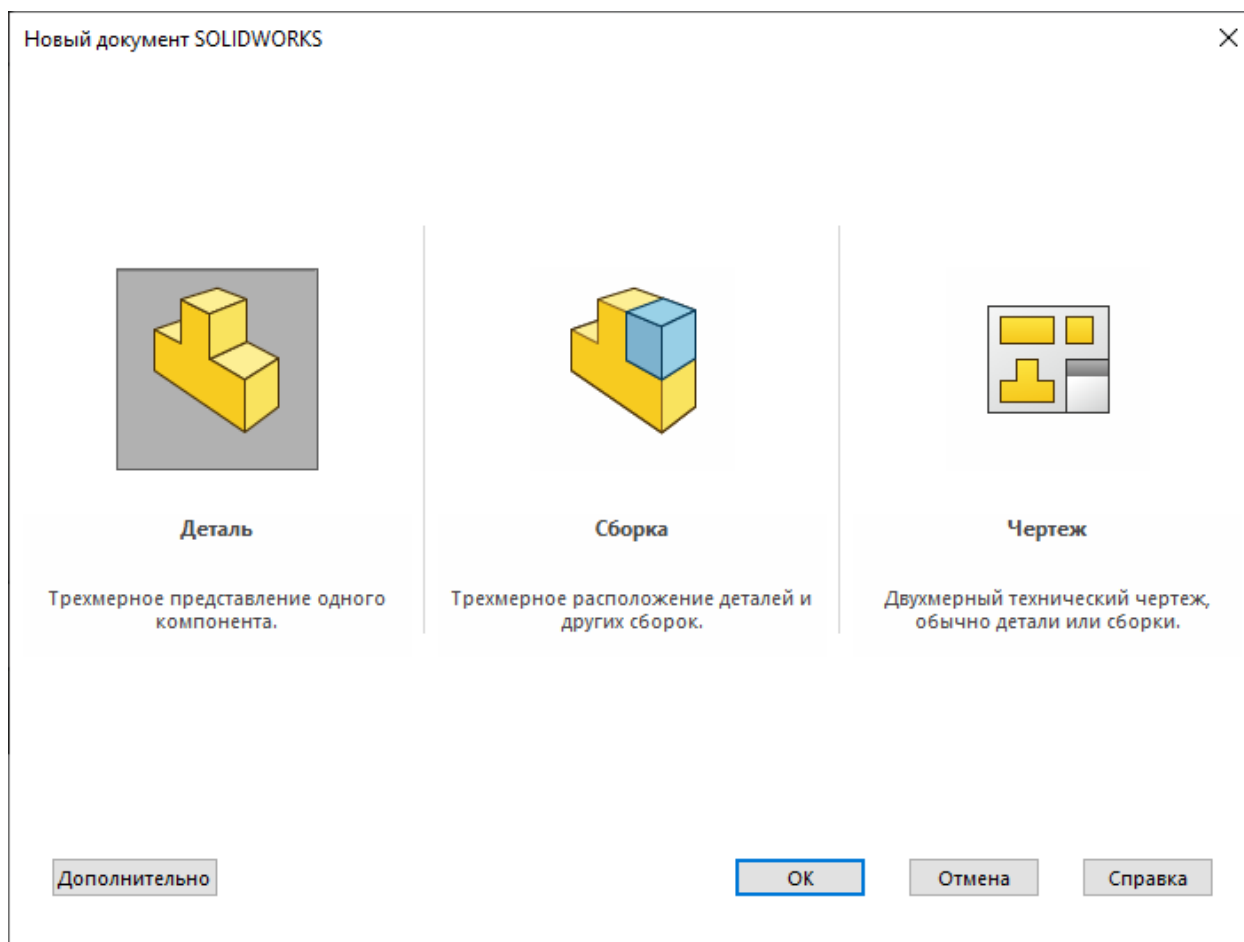 Новый документ SOLIDWORKS
Деталь
Трехмерное представление одного
компонента.
Сборка
Трехмерное расположение деталей и
других сборок.
Чертеж
Двухмерный технический чертеж,
обычно детали или сборки.
Дополнительно
ОК
Отмена
Справка